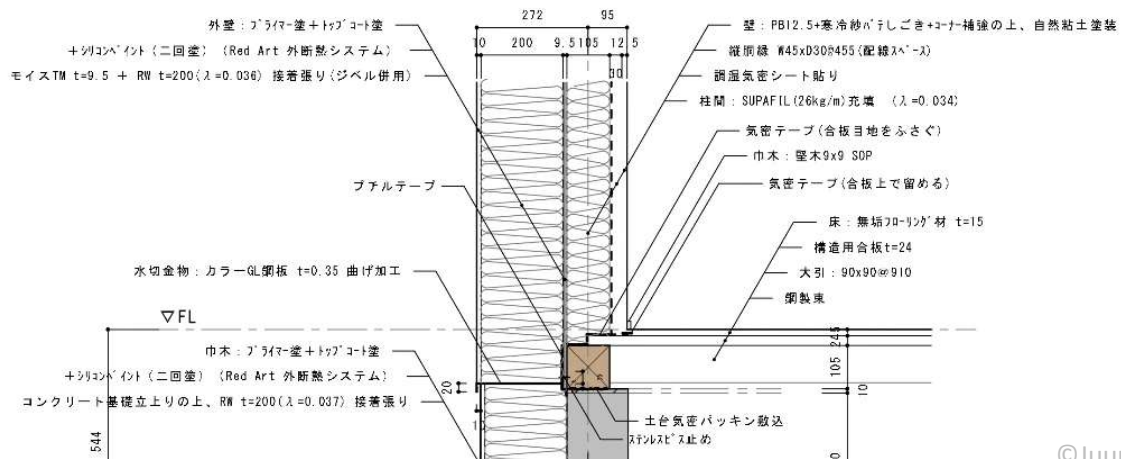 272
95
10
200
9.5
105
12.5
30
外壁：プライマー塗＋トップコート塗
＋シリコンペイント（二回塗）（Red Art 外断熱システム）
モイスTM t=9.5 ＋ RW t=200(λ=0.036) 接着張り(ジベル併用)
ブチルテープ
水切金物：カラーGL鋼板 t=0.35 曲げ加工
▽FL
巾木：プライマー塗＋トップコート塗
＋シリコンペイント（二回塗）（Red Art 外断熱システム）
コンクリート基礎立上りの上、RW t=200(λ=0.037) 接着張り
20
544
壁：PB12.5+寒冷紗パテしごき+コーナー補強の上、自然粘土塗装
縦胴縁 W45xD30@455(配線スペース)
調湿気密シート貼り
柱間：SUPAFIL(26kg/m)充填 (λ=0.034)
気密テープ(合板目地をふさぐ)
巾木：堅木9x9 SOP
気密テープ(合板上で留める)
床：無垢フローリング材 t=15
構造用合板t=24
大引：90x90@910
鋼製束
245
105
10
土台気密パッキン敷込
ステンレスビス止め